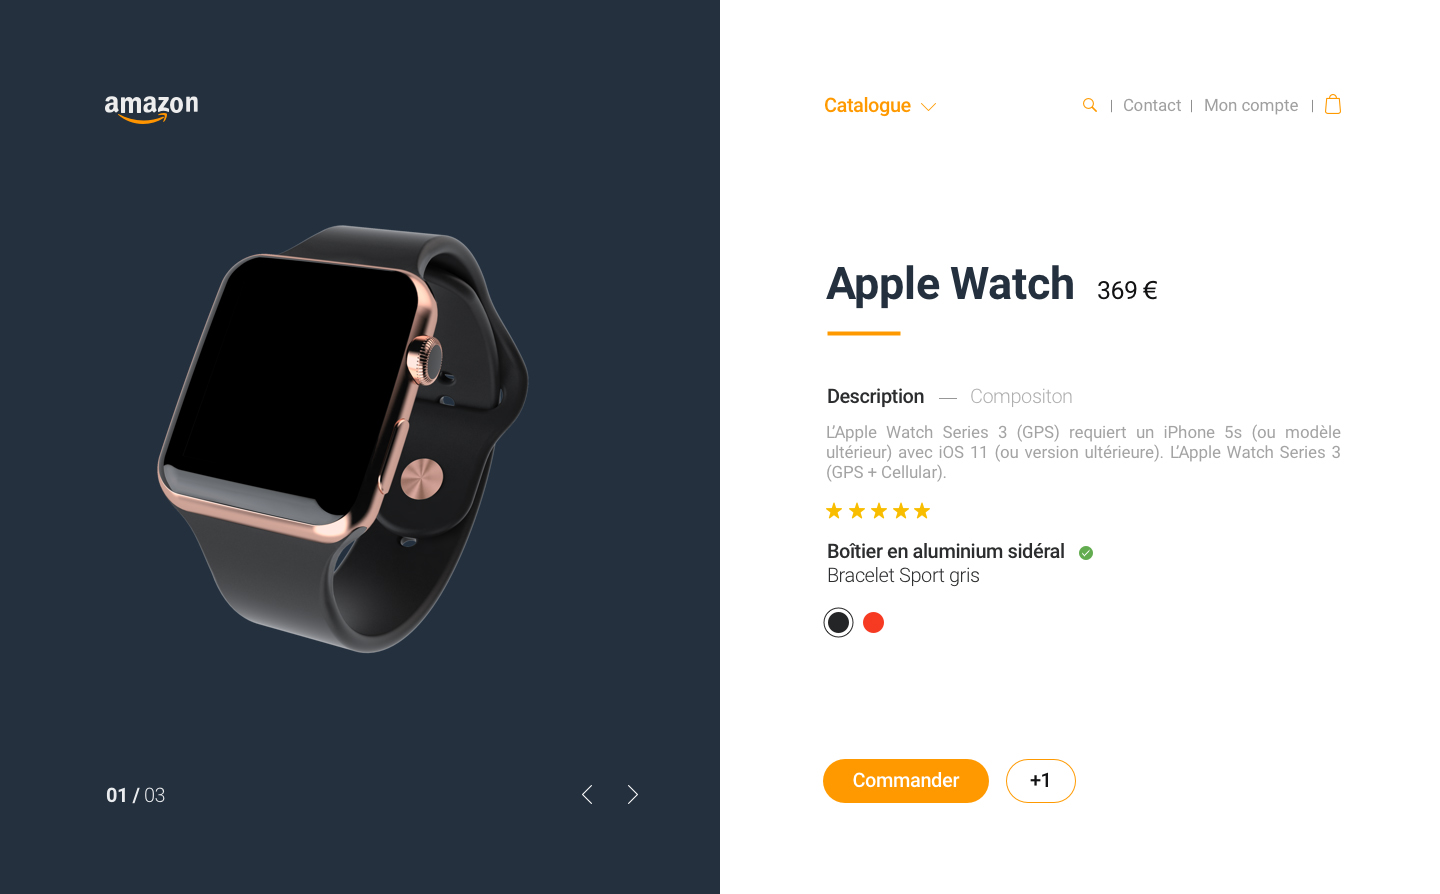 amazon
Catalogue
Contact
Mon compte
Apple Watch 369 €
Description — Compositon
L’Apple Watch Series 3 (GPS) requiert un iPhone 5s (ou modèle
ultérieur) avec iOS 11 (ou version ultérieure). L’Apple Watch Series 3
(GPS + Cellular).
Boîtier en aluminium sidéral
Bracelet Sport gris
01 / 03
Commander
+1